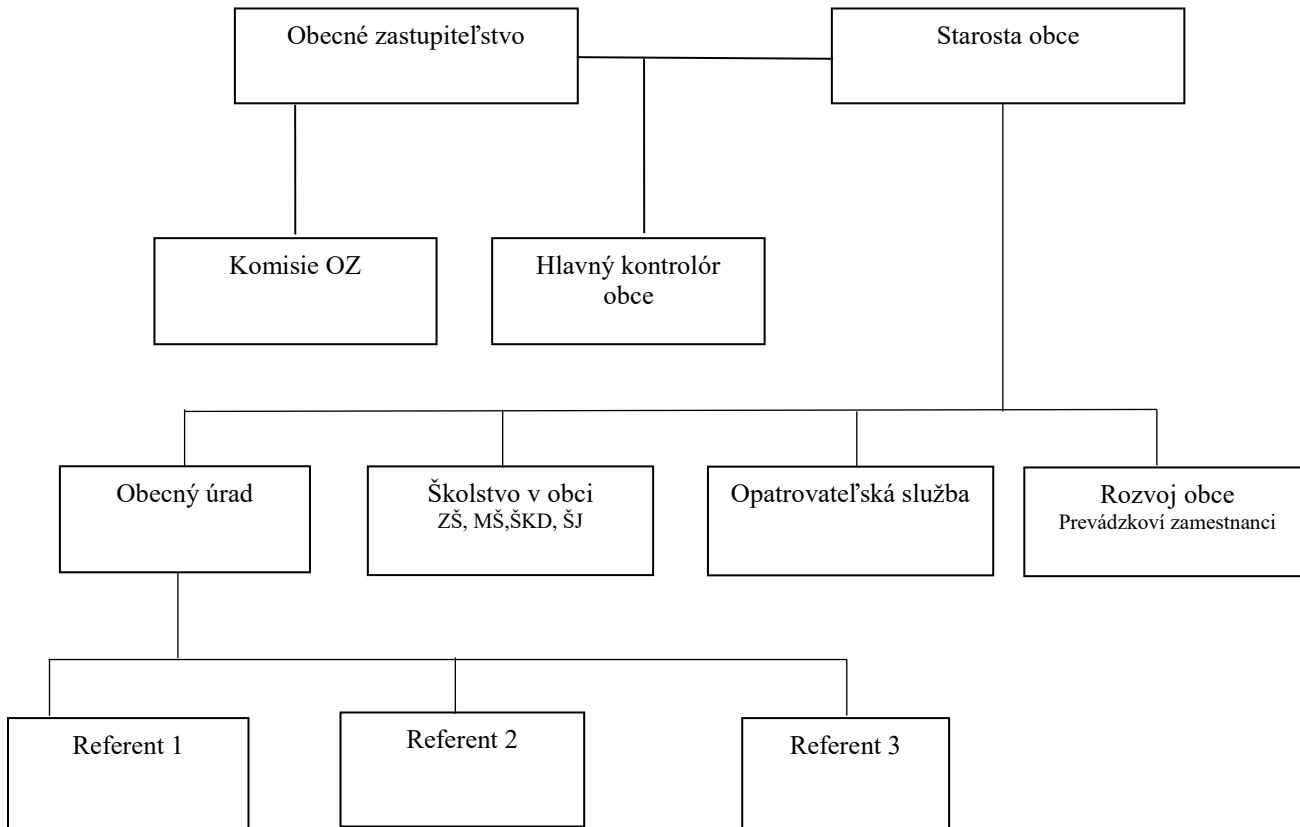 Obecné zastupiteľstvo
Starosta obce
Komisie OZ
Hlavný kontrolór
obce
Obecný úrad
Školstvo v obci
ZŠ, MŠ,ŠKD, ŠJ
Opatrovateľská služba
Rozvoj obce
Prevádzkoví zamestnanci
Referent 1
Referent 2
Referent 3